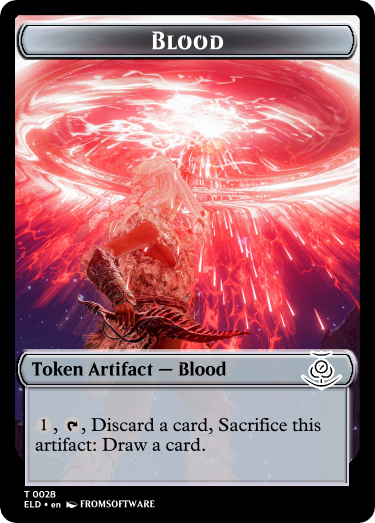 Blood
Token Artifact — Blood
1, , Discard a card, Sacrifice this
artifact: Draw a card.
T 0028
ELD • en FROMSOFTWARE